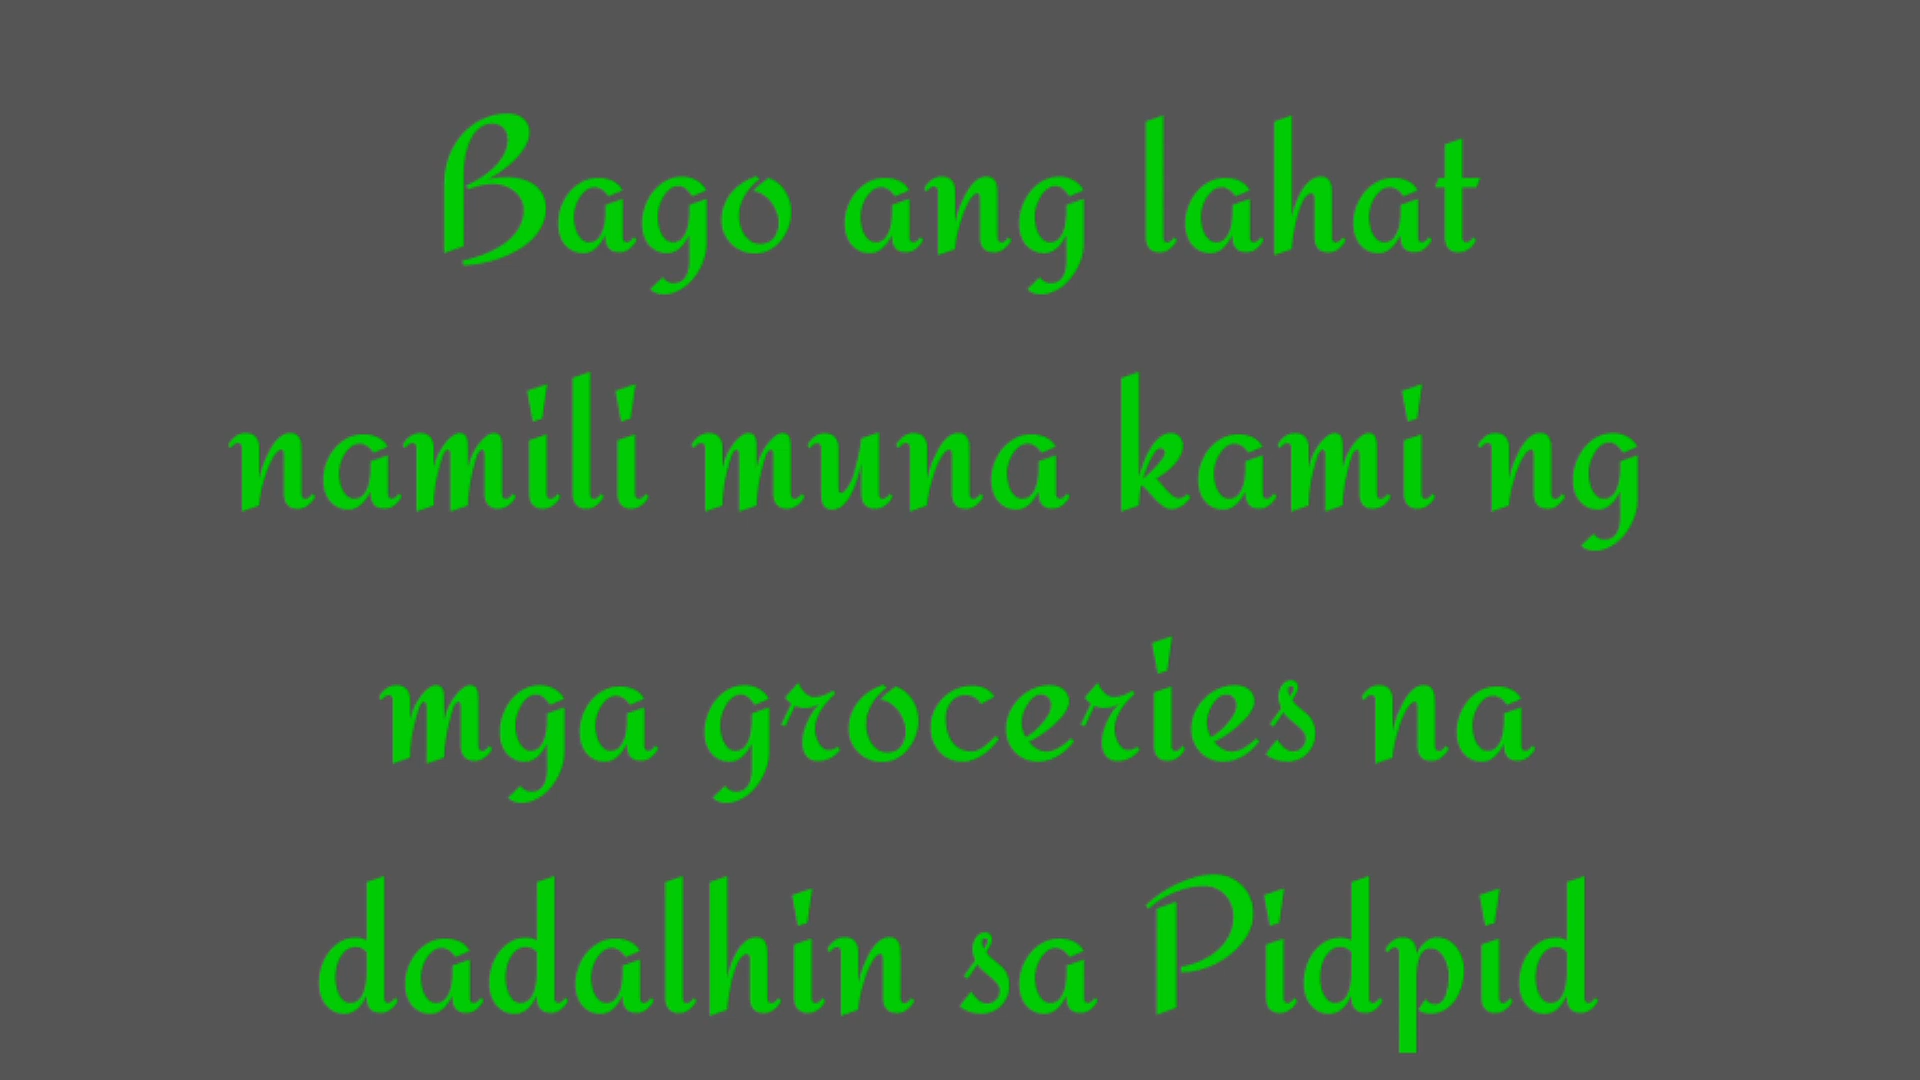 Bago ang lahat
namili muna kami ng
mga groceries na
dadalhin sa Pidpid